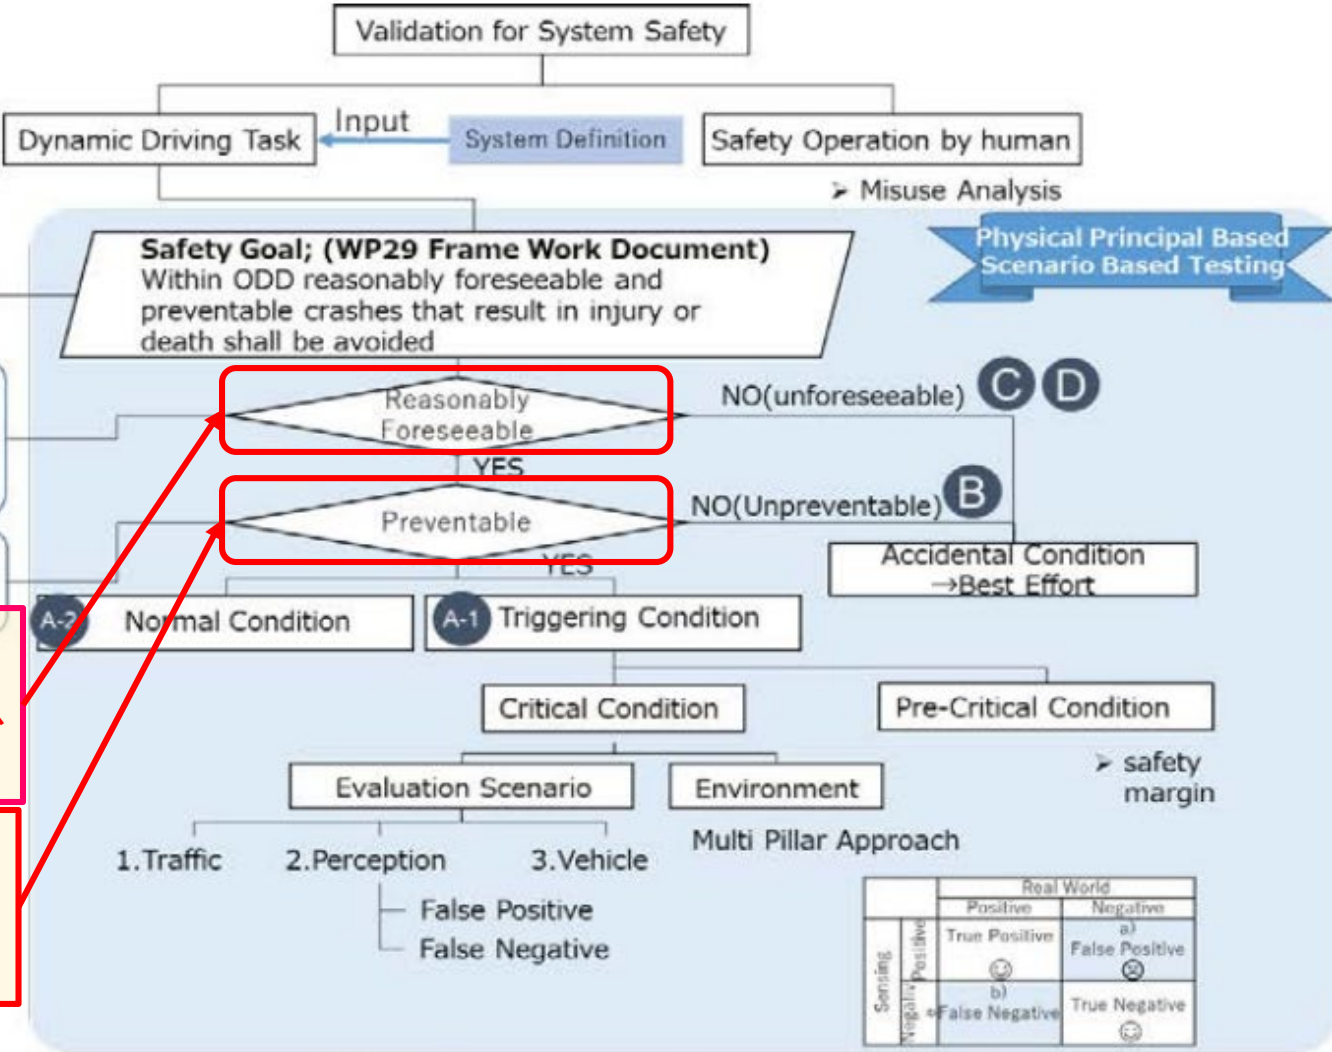 Validation for System Safety
Dynamic Driving Task
Input
System Definition
Safety Operation by human
➢ Misuse Analysis
Physical Principal Based
Scenario Based Testing
Safety Goal; (WP29 Frame Work Document)
Within ODD reasonably foreseeable and
preventable crashes that result in injury or
death shall be avoided
Reasonably
Foreseeable
NO(unforeseeable)
C
D
YES
Preventable
NO(Unpreventable)
B
YES
Accidental Condition
→Best Effort
A-2
Normal Condition
A-1
Triggering Condition
Critical Condition
Pre-Critical Condition
➢ safety
margin
Evaluation Scenario
Environment
Multi Pillar Approach
1.Traffic
2.Perception
3.Vehicle
False Positive
False Negative
Real World
Positive
Negative
Sensing
Positive
True Positive
a)
False Positive
b)
False Negative
True Negative